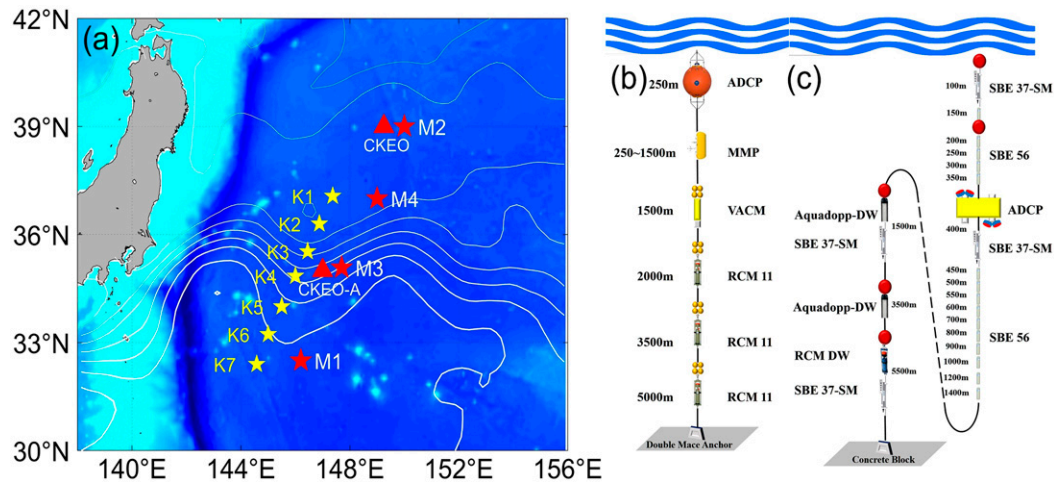 (a)
42°N
39°N
36°N
33°N
30°N
140°E
144°E
148°E
152°E
156°E
M2
CKEO
M4
K1
K2
K3
M3
K4
CKEO-A
K5
K6
M1
K7
(b)
250m
ADCP
250~1500m
MMP
1500m
VACM
2000m
RCM 11
3500m
RCM 11
5000m
RCM 11
Double Mace Anchor
(c)
100m
SBE 37-SM
150m
200m
250m
300m
350m
SBE 56
ADCP
400m
SBE 37-SM
450m
500m
550m
600m
700m
800m
900m
1000m
1200m
1400m
SBE 56
Aquadopp-DW
1500m
SBE 37-SM
Aquadopp-DW
3500m
RCM DW
5500m
SBE 37-SM
Concrete Block